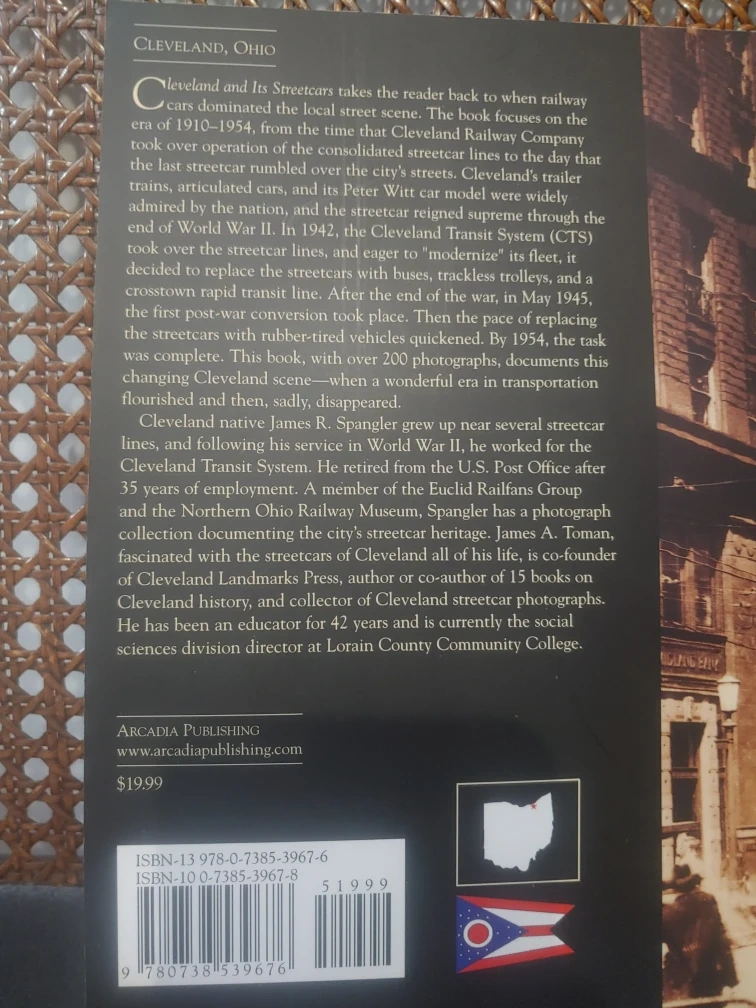 CLEVELAND, OHIO
Cleveland and Its Streetcars takes the reader back to when railway
cars dominated the local street scene. The book focuses on the
era of 1910–1954, from the time that Cleveland Railway Company
took over operation of the consolidated streetcar lines to the day that
the last streetcar rumbled over the city's streets. Cleveland's trailer
trains, articulated cars, and its Peter Witt car model were widely
admired by the nation, and the streetcar reigned supreme through the
end of World War II. In 1942, the Cleveland Transit System (CTS)
took over the streetcar lines, and eager to "modernize" its fleet, it
decided to replace the streetcars with buses, trackless trolleys, and a
crosstown rapid transit line. After the end of the war, in May 1945,
the first post-war conversion took place. Then the pace of replacing
the streetcars with rubber-tired vehicles quickened. By 1954, the task
was complete. This book, with over 200 photographs, documents this
changing Cleveland scene—when a wonderful era in transportation
flourished and then, sadly, disappeared.
Cleveland native James R. Spangler grew up near several streetcar
lines, and following his service in World War II, he worked for the
Cleveland Transit System. He retired from the U.S. Post Office after
35 years of employment. A member of the Euclid Railfans Group
and the Northern Ohio Railway Museum, Spangler has a photograph
collection documenting the city's streetcar heritage. James A. Toman,
fascinated with the streetcars of Cleveland all of his life, is co-founder
of Cleveland Landmarks Press, author or co-author of 15 books on
Cleveland history, and collector of Cleveland streetcar photographs.
He has been an educator for 42 years and is currently the social
sciences division director at Lorain County Community College.
ARCADIA PUBLISHING
www.arcadiapublishing.com
$19.99
ISBN-13 978-0-7385-3967-6
ISBN-10 0-7385-3967-8
51999
9 780738 539676